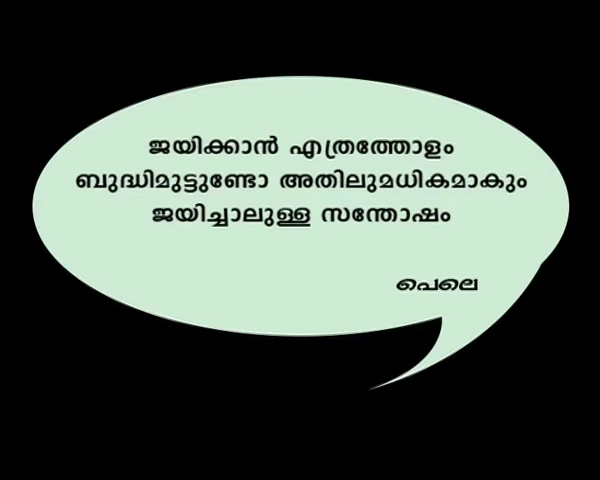 ജയിക്കാൻ എത്രത്തോളം
ബുദ്ധിമുട്ടുണ്ടോ അതിലുമധികമാകും
ജയിച്ചാലുള്ള സന്തോഷം
പെലെ